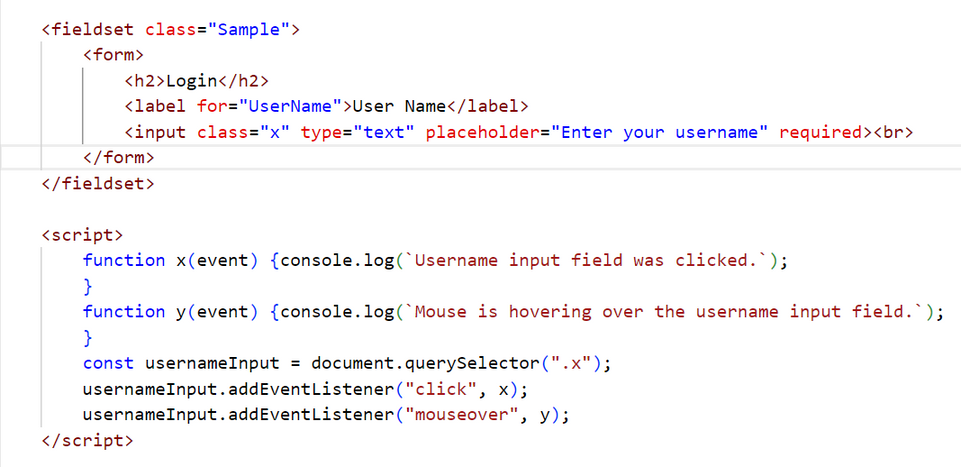 <fieldset class="Sample">
<form>
<h2>Login</h2>
<label for="UserName">User Name</label>
<input class="x" type="text" placeholder="Enter your username" required><br>
</form>
</fieldset>
<script>
function x(event) {console.log(`Username input field was clicked.`);
}
function y(event) {console.log(`Mouse is hovering over the username input field.`);
}
const usernameInput = document.querySelector(".x");
usernameInput.addEventListener("click", x);
usernameInput.addEventListener("mouseover", y);
</script>